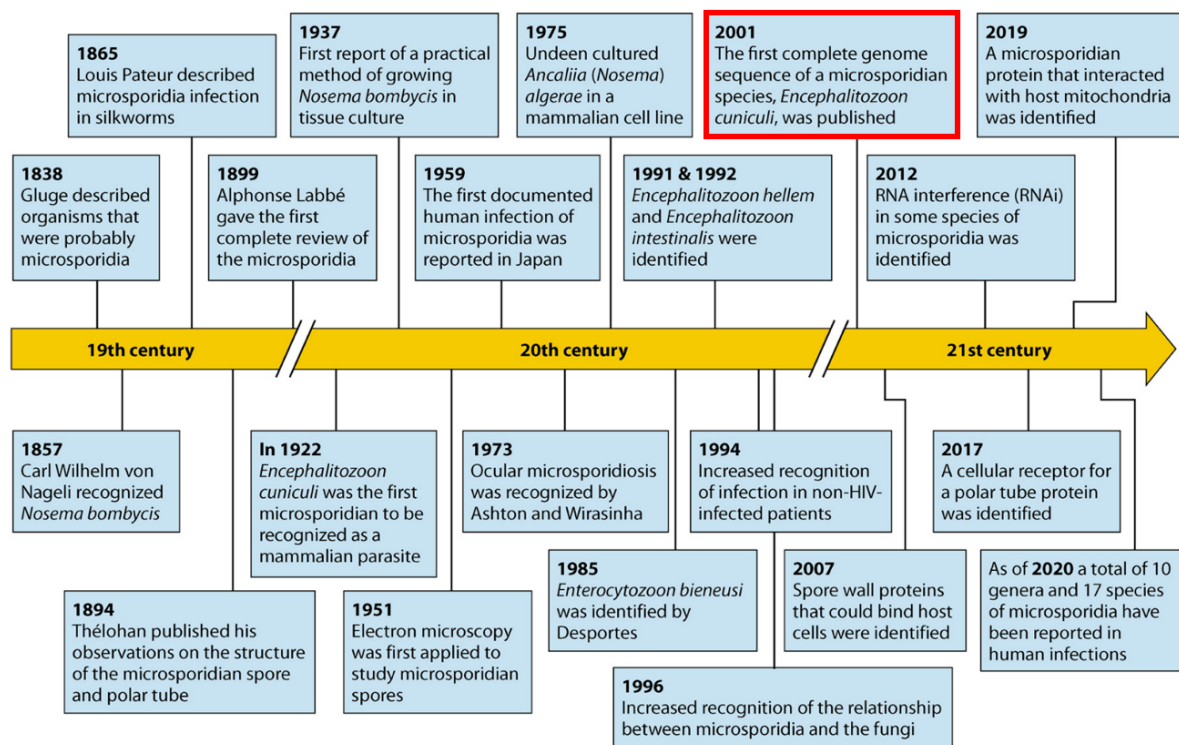 1865
Louis Pateur described
microsporidia infection
in silkworms
1937
First report of a practical
method of growing
Nosema bombycis in
tissue culture
1975
Undeen cultured
Ancaliia (Nosema)
algerae in a
mammalian cell line
2001
The first complete genome
sequence of a microsporidian
species, Encephalitozoon
cuniculi, was published
2019
A microsporidian
protein that interacted
with host mitochondria
was identified
1838
Gluge described
organisms that
were probably
microsporidia
1899
Alphonse Labbé
gave the first
complete review of
the microsporidia
1959
The first documented
human infection of
microsporidia was
reported in Japan
1991 & 1992
Encephalitozoon hellem
and Encephalitozoon
intestinalis were
identified
2012
RNA interference (RNAi)
in some species of
microsporidia was
identified
19th century
20th century
21st century
1857
Carl Wilhelm von
Nageli recognized
Nosema bombycis
In 1922
Encephalitozoon
cuniculi was the first
microsporidian to be
recognized as a
mammalian parasite
1973
Ocular microsporidiosis
was recognized by
Ashton and Wirasinha
1994
Increased recognition
of infection in non-HIV-
infected patients
2017
A cellular receptor for
a polar tube protein
was identified
1894
Thélohan published his
observations on the structure
of the microsporidian spore
and polar tube
1951
Electron microscopy
was first applied to
study microsporidian
spores
1985
Enterocytozoon bieneusi
was identified by
Desportes
2007
Spore wall proteins
that could bind host
cells were identified
As of 2020 a total of 10
genera and 17 species
of microsporidia have
been reported in
human infections
1996
Increased recognition of the relationship
between microsporidia and the fungi